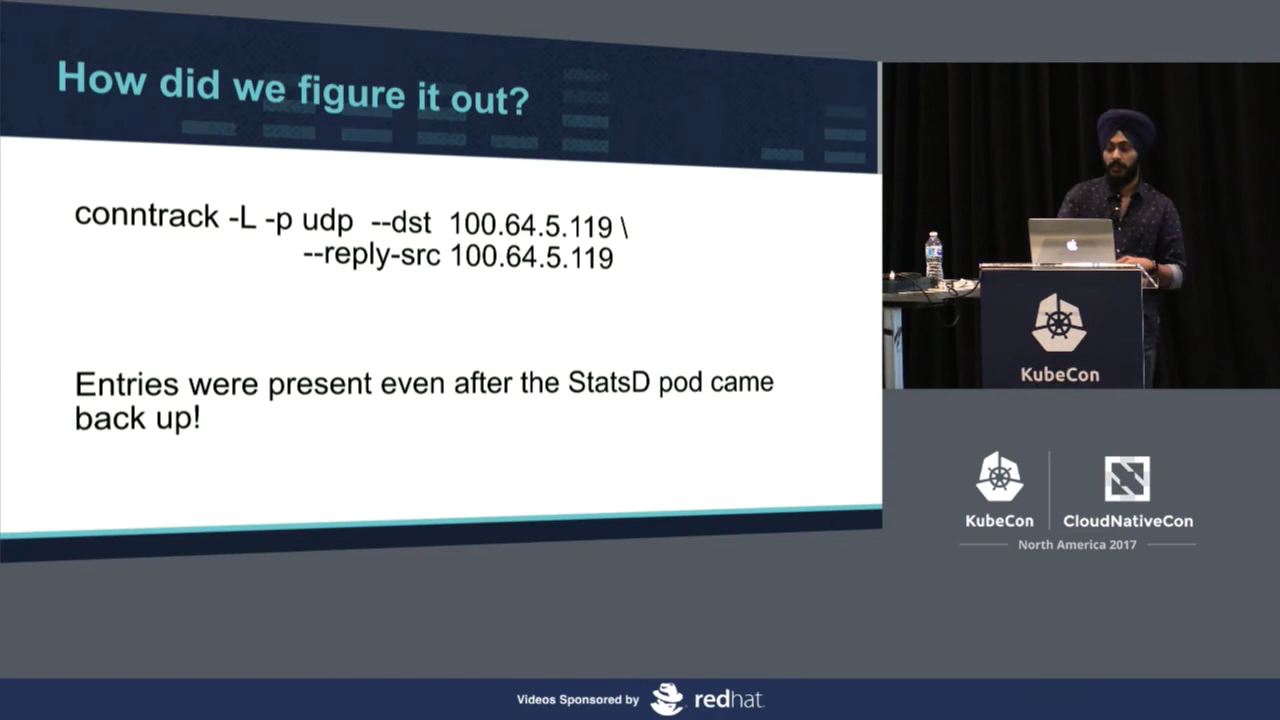 How did we figure it out?
conntrack -L -p udp --dst 100.64.5.119 \
--reply-src 100.64.5.119
Entries were present even after the StatsD pod came
back up!
KubeCon
KubeCon
CloudNativeCon
North America 2017
Videos Sponsored by
redhat